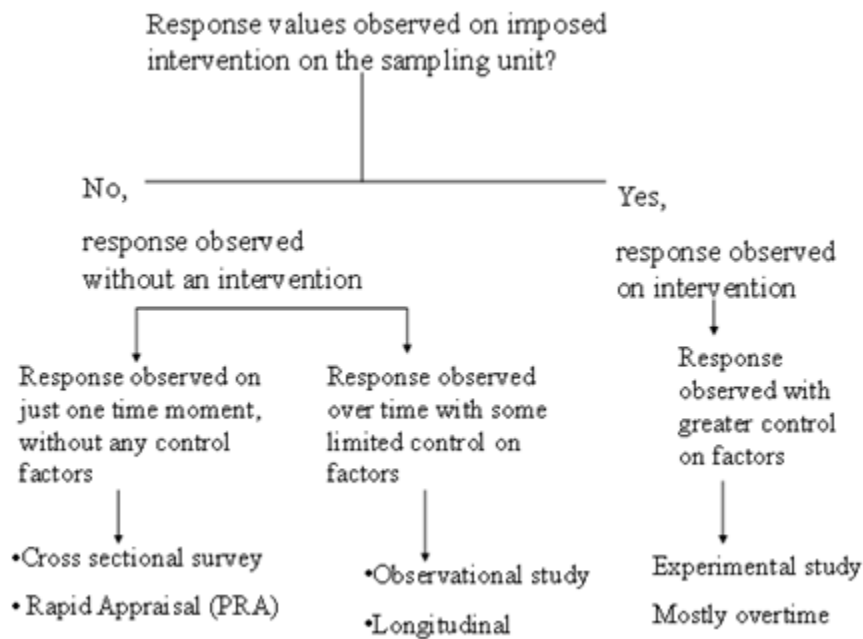 Response values observed on imposed
intervention on the sampling unit?
No,
response observed
without an intervention
Yes,
response observed
on intervention
Response observed on
just one time moment,
without any control
factors
Response observed
over time with some
limited control on
factors
Response
observed with
greater control
on factors
•Cross sectional survey
• Rapid Appraisal (PRA)
•Observational study
•Longitudinal
Experimental study
Mostly overtime